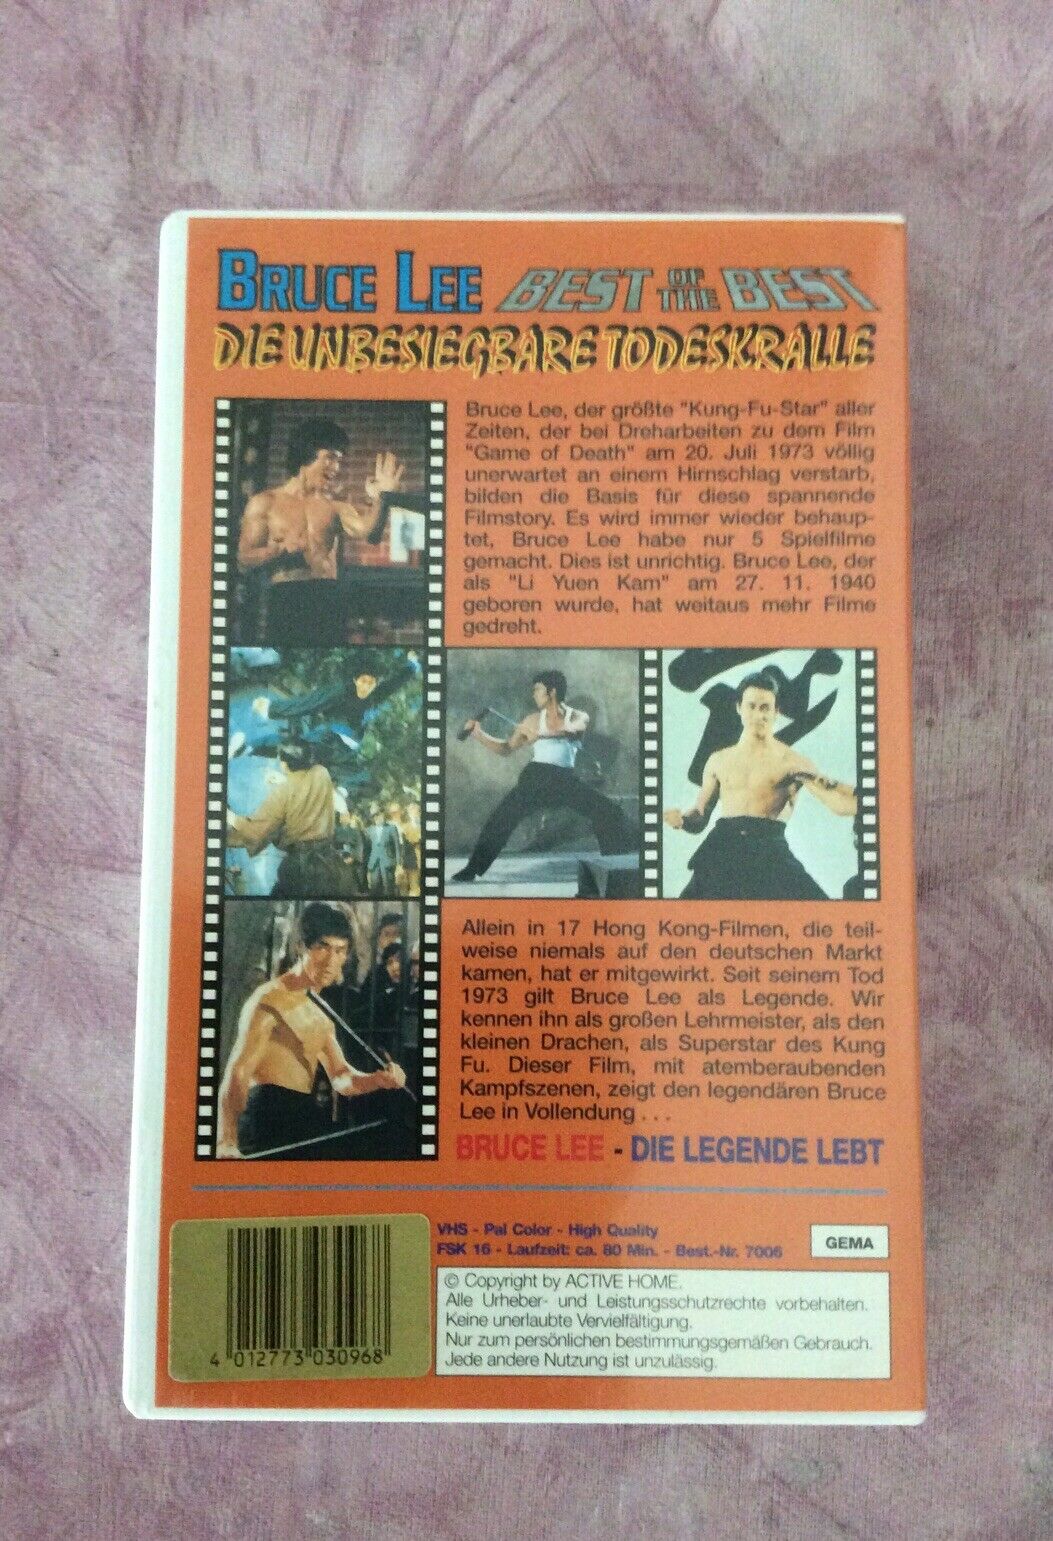 BRUCE LEE BEST OF THE BEST
DIE UNBESIEGBARE TODESKRALLE
Bruce Lee, der größte "Kung-Fu-Star" aller
Zeiten, der bei Dreharbeiten zu dem Film
"Game of Death" am 20. Juli 1973 völlig
unerwartet an einem Hirnschlag verstarb,
bilden die Basis für diese spannende
Filmstory. Es wird immer wieder behaup-
tet, Bruce Lee habe nur 5 Spielfilme
gemacht. Dies ist unrichtig. Bruce Lee, der
als "Li Yuen Kam" am 27. 11. 1940
geboren wurde, hat weitaus mehr Filme
gedreht.
Allein in 17 Hong Kong-Filmen, die teil-
weise niemals auf den deutschen Markt
kamen, hat er mitgewirkt. Seit seinem Tod
1973 gilt Bruce Lee als Legende. Wir
kennen ihn als großen Lehrmeister, als den
kleinen Drachen, als Superstar des Kung
Fu. Dieser Film, mit atemberaubenden
Kampfszenen, zeigt den legendären Bruce
Lee in Vollendung . . .
BRUCE LEE - DIE LEGENDE LEBT
VHS - Pal Color - High Quality
FSK 16 - Laufzeit: ca. 80 Min. - Best.-Nr. 7006
GEMA
© Copyright by ACTIVE HOME.
Alle Urheber- und Leistungsschutzrechte vorbehalten.
Keine unerlaubte Vervielfältigung.
Nur zum persönlichen bestimmungsgemäßen Gebrauch.
Jede andere Nutzung ist unzulässig.
4 012773 030968